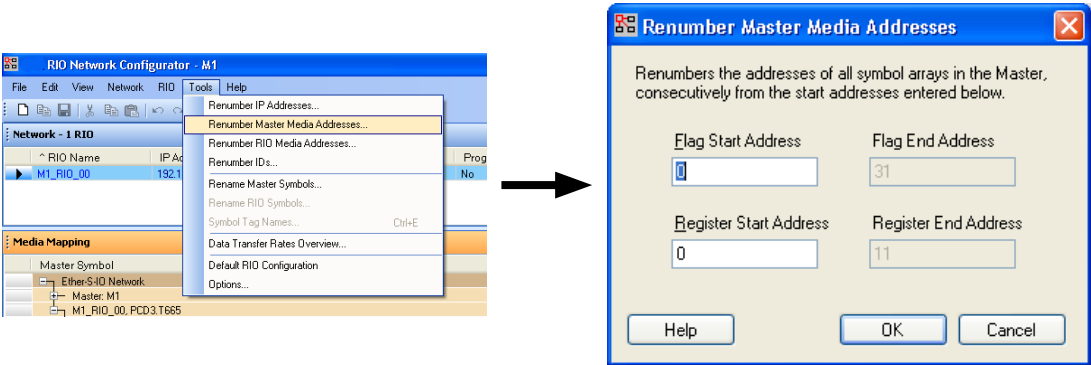 RIO Network Configurator - M1
File Edit View Network RIO Tools Help
Renumber IP Addresses...
Renumber Master Media Addresses...
Renumber RIO Media Addresses...
Renumber IDs...
Rename Master Symbols...
Rename RIO Symbols...
Symbol Tag Names... Ctrl+E
Data Transfer Rates Overview...
Default RIO Configuration
Options...
Network - 1 RIO
^ RIO Name IP Ad Prog
M1_RIO_00 192.1 No
Media Mapping
Master Symbol
Ether-S-IO Network
Master: M1
M1_RIO_00, PCD3.T665
Renumber Master Media Addresses
Renumbers the addresses of all symbol arrays in the Master,
consecutively from the start addresses entered below.
Flag Start Address Flag End Address
0 31
Register Start Address Register End Address
0 11
Help OK Cancel